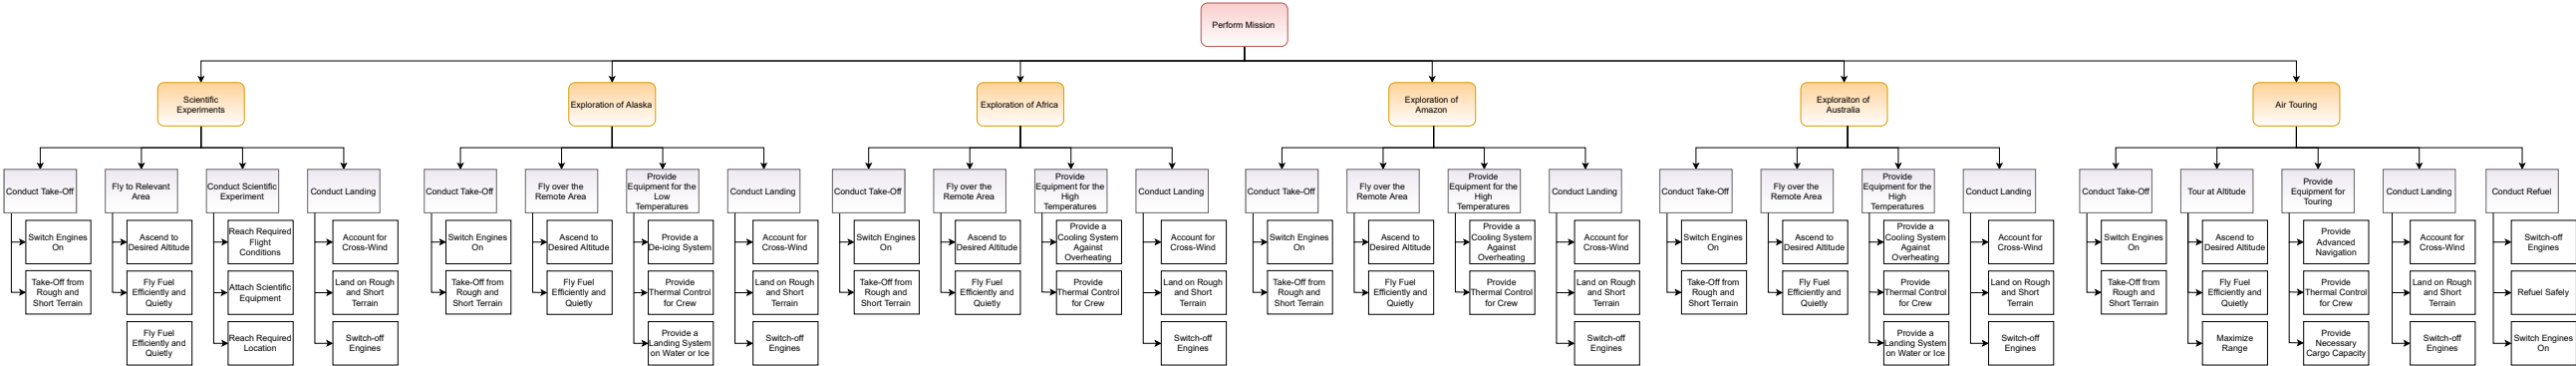 Perform Mission
Scientific
Experiments
Exploration of Alaska
Exploration of Africa
Exploration of
Amazon
Exploraiton of
Australia
Air Touring
Conduct Take-Off
Fly to Relevant
Area
Conduct Scientific
Experiment
Conduct Landing
Conduct Take-Off
Fly over the
Remote Area
Provide
Equipment for the
Low
Temperatures
Conduct Landing
Conduct Take-Off
Fly over the
Remote Area
Provide
Equipment for the
High
Temperatures
Conduct Landing
Conduct Take-Off
Fly over the
Remote Area
Provide
Equipment for the
High
Temperatures
Conduct Landing
Conduct Take-Off
Fly over the
Remote Area
Provide
Equipment for the
High
Temperatures
Conduct Landing
Conduct Take-Off
Tour at Altitude
Provide
Equipment for
Touring
Conduct Landing
Conduct Refuel
Switch Engines
On
Ascend to
Desired Altitude
Reach Required
Flight
Conditions
Account for
Cross-Wind
Switch Engines
On
Ascend to
Desired Altitude
Provide a
De-icing System
Account for
Cross-Wind
Switch Engines
On
Ascend to
Desired Altitude
Provide a
Cooling System
Against
Overheating
Account for
Cross-Wind
Switch Engines
On
Ascend to
Desired Altitude
Provide a
Cooling System
Against
Overheating
Account for
Cross-Wind
Switch Engines
On
Ascend to
Desired Altitude
Provide a
Cooling System
Against
Overheating
Account for
Cross-Wind
Switch Engines
On
Ascend to
Desired Altitude
Provide
Advanced
Navigation
Account for
Cross-Wind
Switch-off
Engines
Take-Off from
Rough and
Short Terrain
Fly Fuel
Efficiently and
Quietly
Attach Scientific
Equipment
Land on Rough
and Short
Terrain
Take-Off from
Rough and
Short Terrain
Fly Fuel
Efficiently and
Quietly
Provide
Thermal Control
for Crew
Land on Rough
and Short
Terrain
Take-Off from
Rough and
Short Terrain
Fly Fuel
Efficiently and
Quietly
Provide
Thermal Control
for Crew
Land on Rough
and Short
Terrain
Take-Off from
Rough and
Short Terrain
Fly Fuel
Efficiently and
Quietly
Provide
Thermal Control
for Crew
Land on Rough
and Short
Terrain
Take-Off from
Rough and
Short Terrain
Fly Fuel
Efficiently and
Quietly
Provide
Thermal Control
for Crew
Land on Rough
and Short
Terrain
Take-Off from
Rough and
Short Terrain
Fly Fuel
Efficiently and
Quietly
Provide
Thermal Control
for Crew
Land on Rough
and Short
Terrain
Refuel Safely
Fly Fuel
Efficiently and
Quietly
Reach Required
Location
Switch-off
Engines
Provide a
Landing System
on Water or Ice
Switch-off
Engines
Switch-off
Engines
Switch-off
Engines
Provide a
Landing System
on Water or Ice
Switch-off
Engines
Maximize
Range
Provide
Necessary
Cargo Capacity
Switch-off
Engines
Switch Engines
On